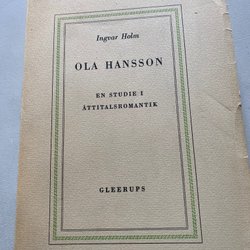 Ingvar Holm
OLA HANSSON
EN STUDIE I
ÅTTITALSROMANTIK
GLEERUPS